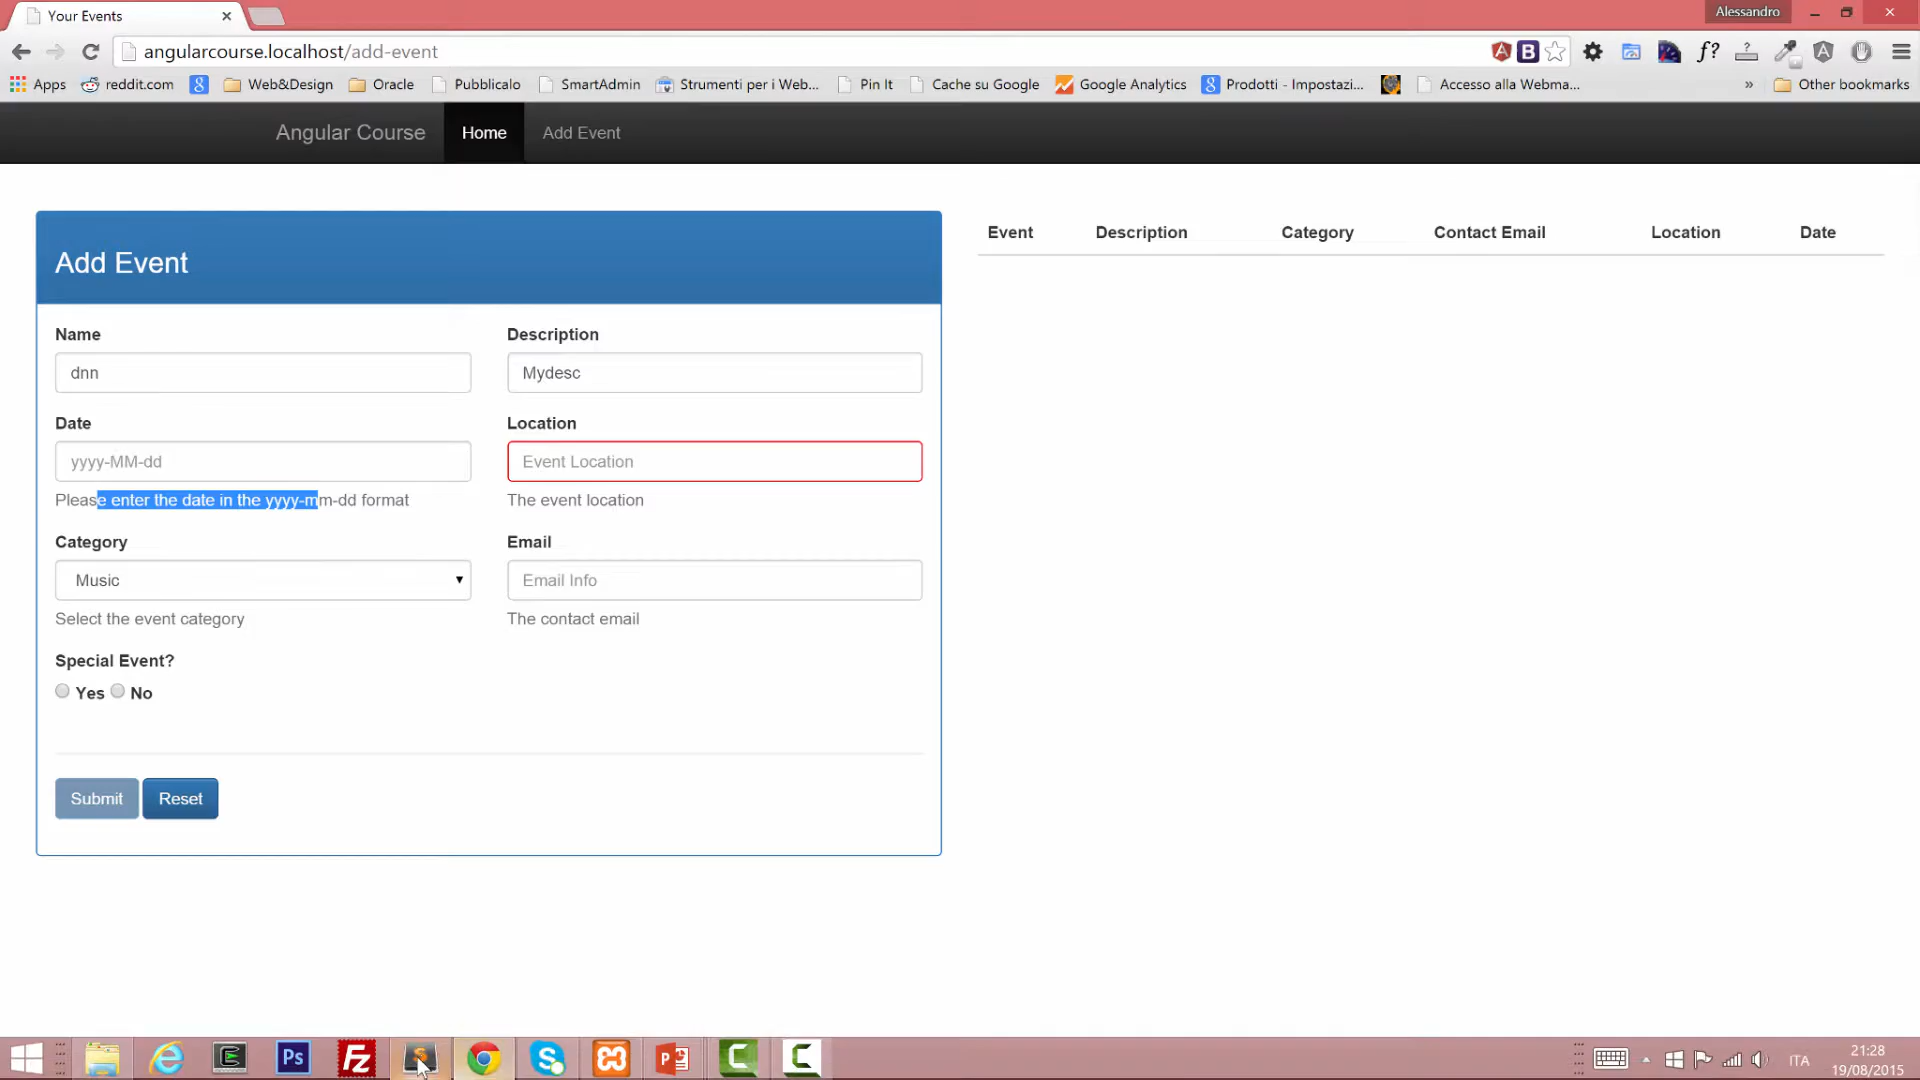 Your Events
Alessandro
angularcourse.localhost/add-event
Apps reddit.com Web&Design Oracle Pubblicalo SmartAdmin Strumenti per i Web... Pin It Cache su Google Google Analytics Prodotti - Impostazi... Accesso alla Webma... » Other bookmarks
Angular Course Home Add Event
Add Event
Event Description Category Contact Email Location Date
Name Description
dnn Mydesc
Date Location
yyyy-MM-dd Event Location
Please enter the date in the yyyy-mm-dd format The event location
Category Email
Music Email Info
Select the event category The contact email
Special Event?
Yes No
Submit Reset
ITA
21:28
19/08/2015